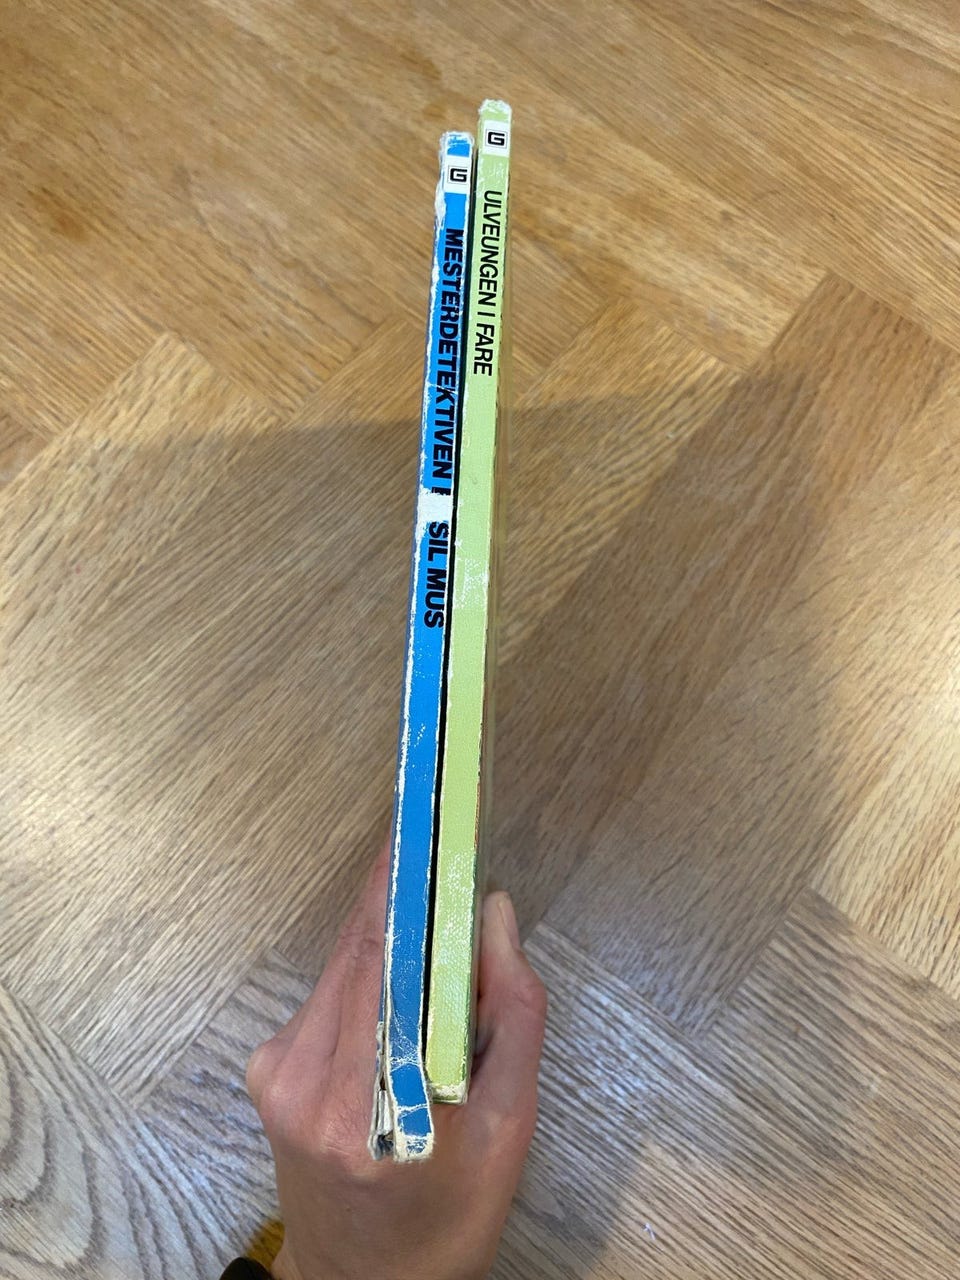 G
MESTERDETEKTIVEN SIL MUS
G
ULVEUNGEN I FARE